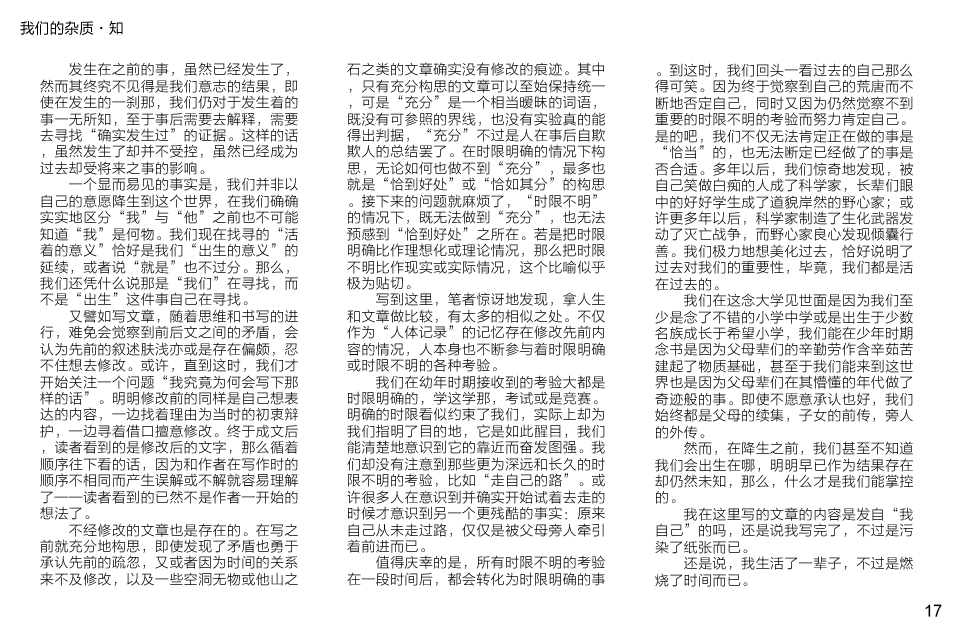 我们的杂质·知
发生在之前的事，虽然已经发生了，
然而其终究不见得是我们意志的结果，即
使在发生的一刹那，我们仍对于发生着的
事一无所知，至于事后需要去解释，需要
去寻找“确实发生过”的证据。这样的话
，虽然发生了却并不受控，虽然已经成为
过去却受将来之事的影响。
一个显而易见的事实是，我们并非以
自己的意愿降生到这个世界，在我们确确
实实地区分“我”与“他”之前也不可能
知道“我”是何物。我们现在找寻的“活
着的意义”恰好是我们“出生的意义”的
延续，或者说“就是”也不过分。那么，
我们还凭什么说那是“我们”在寻找，而
不是“出生”这件事自己在寻找。
又譬如写文章，随着思维和书写的进
行，难免会觉察到前后文之间的矛盾，会
认为先前的叙述肤浅亦或是存在偏颇，忍
不住想去修改。或许，直到这时，我们才
开始关注一个问题“我究竟为何会写下那
样的话”。明明修改前的同样是自己想表
达的内容，一边找着理由为当时的初衷辩
护，一边寻着借口擅意修改。终于成文后
，读者看到的是修改后的文字，那么循着
顺序往下看的话，因为和作者在写作时的
顺序不相同而产生误解或不解就容易理解
了——读者看到的已然不是作者一开始的
想法了。
不经修改的文章也是存在的。在写之
前就充分地构思，即使发现了矛盾也勇于
承认先前的疏忽，又或者因为时间的关系
来不及修改，以及一些空洞无物或他山之
石之类的文章确实没有修改的痕迹。其中
，只有充分构思的文章可以至始保持统一
，可是“充分”是一个相当暧昧的词语，
既没有可参照的界线，也没有实验真的能
得出判据，“充分”不过是人在事后自欺
欺人的总结罢了。在时限明确的情况下构
思，无论如何也做不到“充分”，最多也
就是“恰到好处”或“恰如其分”的构思
。接下来的问题就麻烦了，“时限不明”
的情况下，既无法做到“充分”，也无法
预感到“恰到好处”之所在。若是把时限
明确比作理想化或理论情况，那么把时限
不明比作现实或实际情况，这个比喻似乎
极为贴切。
写到这里，笔者惊讶地发现，拿人生
和文章做比较，有太多的相似之处。不仅
作为“人体记录”的记忆存在修改先前内
容的情况，人本身也不断参与着时限明确
或时限不明的各种考验。
我们在幼年时期接收到的考验大都是
时限明确的，学这学那，考试或是竞赛。
明确的时限看似约束了我们，实际上却为
我们指明了目的地，它是如此醒目，我们
能清楚地意识到它的靠近而奋发图强。我
们却没有注意到那些更为深远和长久的时
限不明的考验，比如“走自己的路”。或
许很多人在意识到并确实开始试着去走的
时候才意识到另一个更残酷的事实：原来
自己从未走过路，仅仅是被父母旁人牵引
着前进而已。
值得庆幸的是，所有时限不明的考验
在一段时间后，都会转化为时限明确的事
。到这时，我们回头一看过去的自己那么
得可笑。因为终于觉察到自己的荒唐而不
断地否定自己，同时又因为仍然觉察不到
重要的时限不明的考验而努力肯定自己。
是的吧，我们不仅无法肯定正在做的事是
“恰当”的，也无法断定已经做了的事是
否合适。多年以后，我们惊奇地发现，被
自己笑做白痴的人成了科学家，长辈们眼
中的好好学生成了道貌岸然的野心家；或
许更多年以后，科学家制造了生化武器发
动了灭亡战争，而野心家良心发现倾囊行
善。我们极力地想美化过去，恰好说明了
过去对我们的重要性，毕竟，我们都是活
在过去的。
我们在这念大学见世面是因为我们至
少是念了不错的小学中学或是出生于少数
名族成长于希望小学，我们能在少年时期
念书是因为父母辈们的辛勤劳作含辛茹苦
建起了物质基础，甚至于我们能来到这世
界也是因为父母辈们在其懵懂的年代做了
奇迹般的事。即使不愿意承认也好，我们
始终都是父母的续集，子女的前传，旁人
的外传。
然而，在降生之前，我们甚至不知道
我们会出生在哪，明明早已作为结果存在
却仍然未知，那么，什么才是我们能掌控
的。
我在这里写的文章的内容是发自“我
自己”的吗，还是说我写完了，不过是污
染了纸张而已。
还是说，我生活了一辈子，不过是燃
烧了时间而已。
17